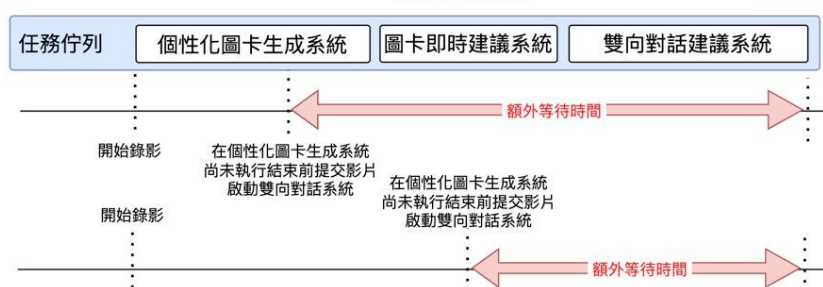 任務佇列
個性化圖卡生成系統
圖卡即時建議系統
雙向對話建議系統
額外等待時間
開始錄影
在個性化圖卡生成系統
尚未執行結束前提交影片
啟動雙向對話系統
在個性化圖卡生成系統
尚未執行結束前提交影片
啟動雙向對話系統
開始錄影
額外等待時間